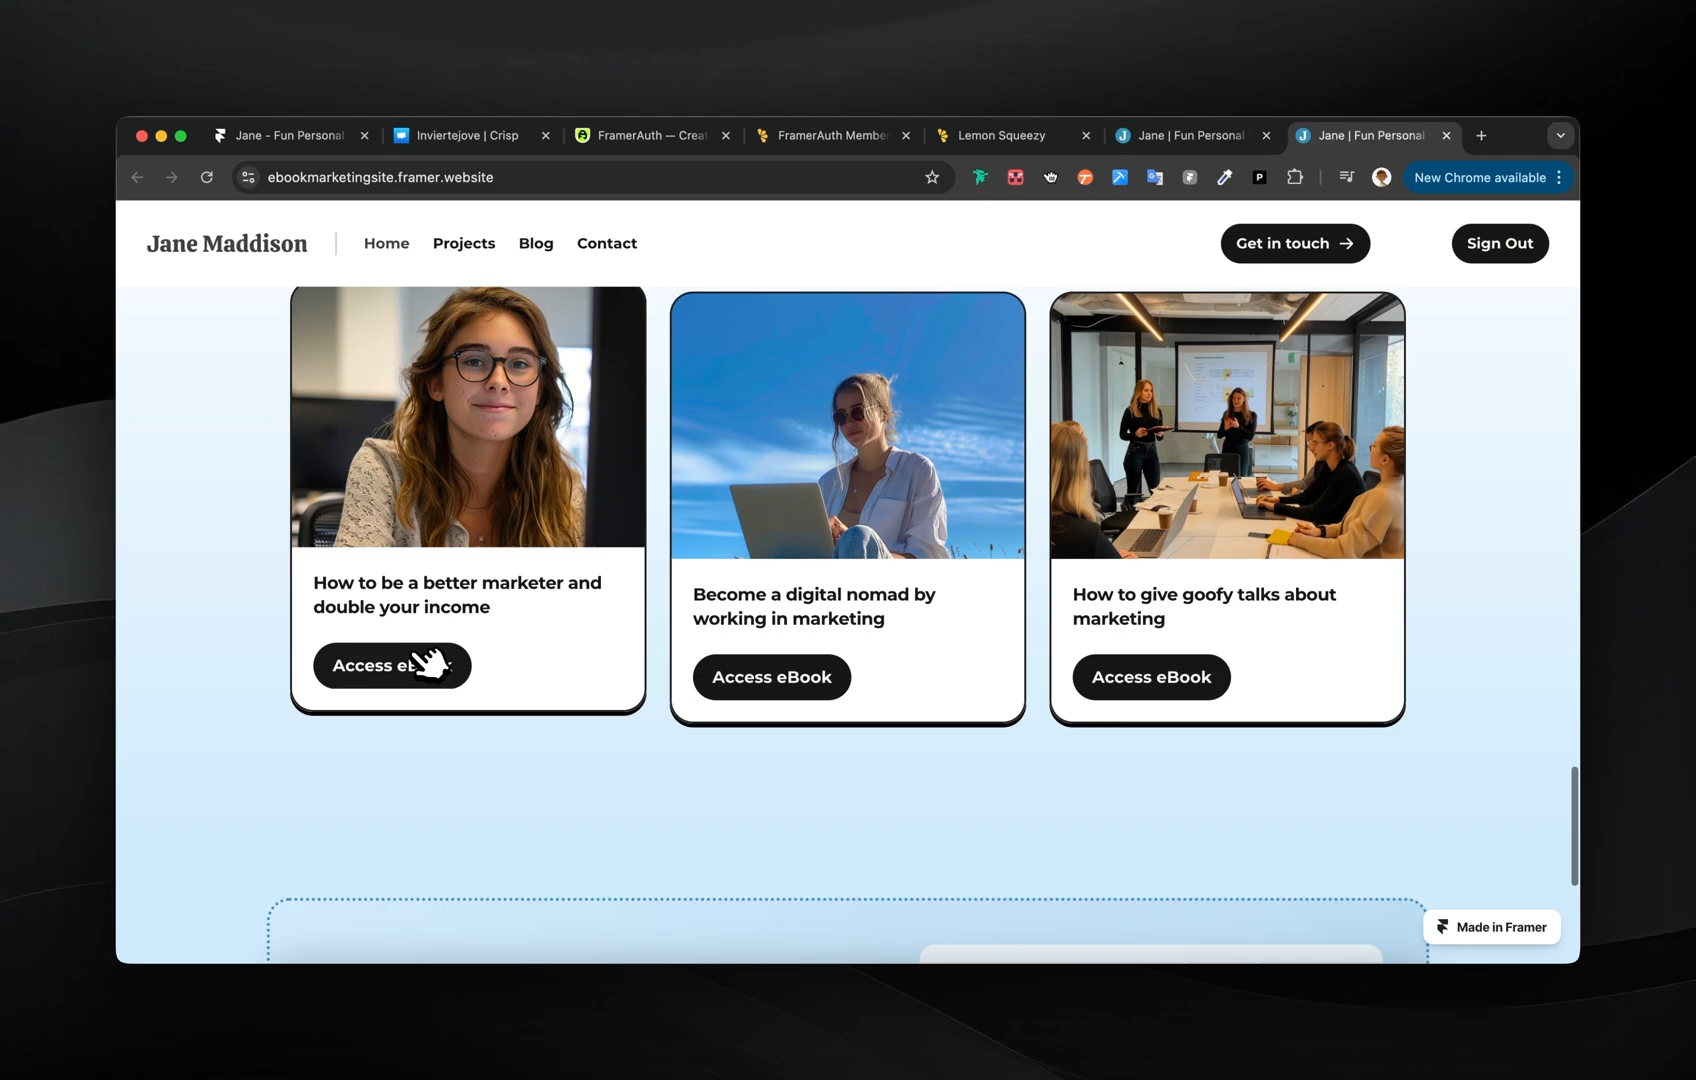 Jane - Fun Personal
Inviertejove | Crisp
FramerAuth — Creat
FramerAuth Membe
Lemon Squeezy
Jane | Fun Personal
Jane | Fun Personal
ebookmarketingsite.framer.website
New Chrome available
Jane Maddison
Home
Projects
Blog
Contact
Get in touch →
Sign Out
How to be a better marketer and
double your income
Access
Become a digital nomad by
working in marketing
Access eBook
How to give goofy talks about
marketing
Access eBook
Made in Framer